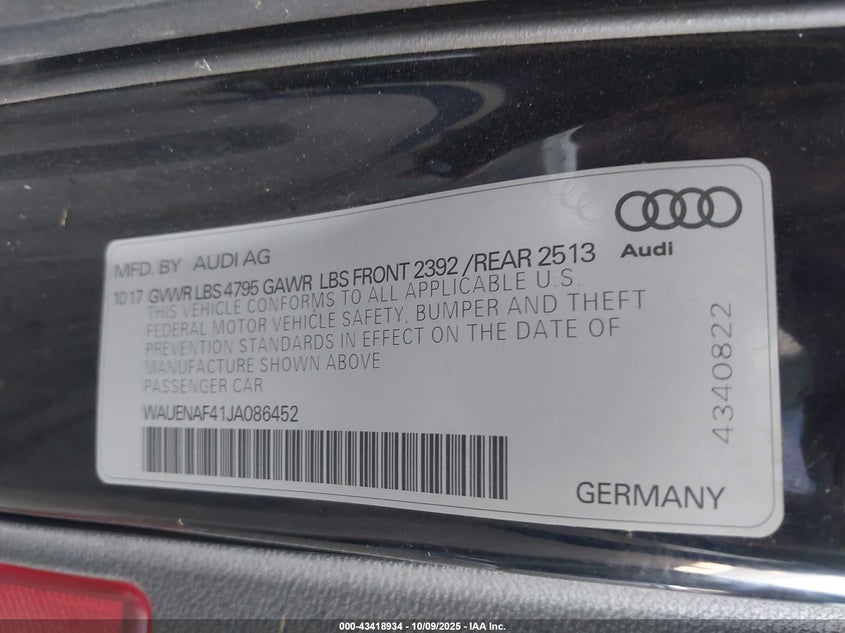 MFD. BY AUDI AG
Audi
10 17 GVWR LBS 4795 GAWR LBS FRONT 2392 /REAR 2513
THIS VEHICLE CONFORMS TO ALL APPLICABLE U.S.
FEDERAL MOTOR VEHICLE SAFETY, BUMPER AND THEFT
PREVENTION STANDARDS IN EFFECT ON THE DATE OF
MANUFACTURE SHOWN ABOVE
PASSENGER CAR
WAUENAF41JA086452
4340822
GERMANY
000-43418934 - 10/09/2025 - IAA Inc.